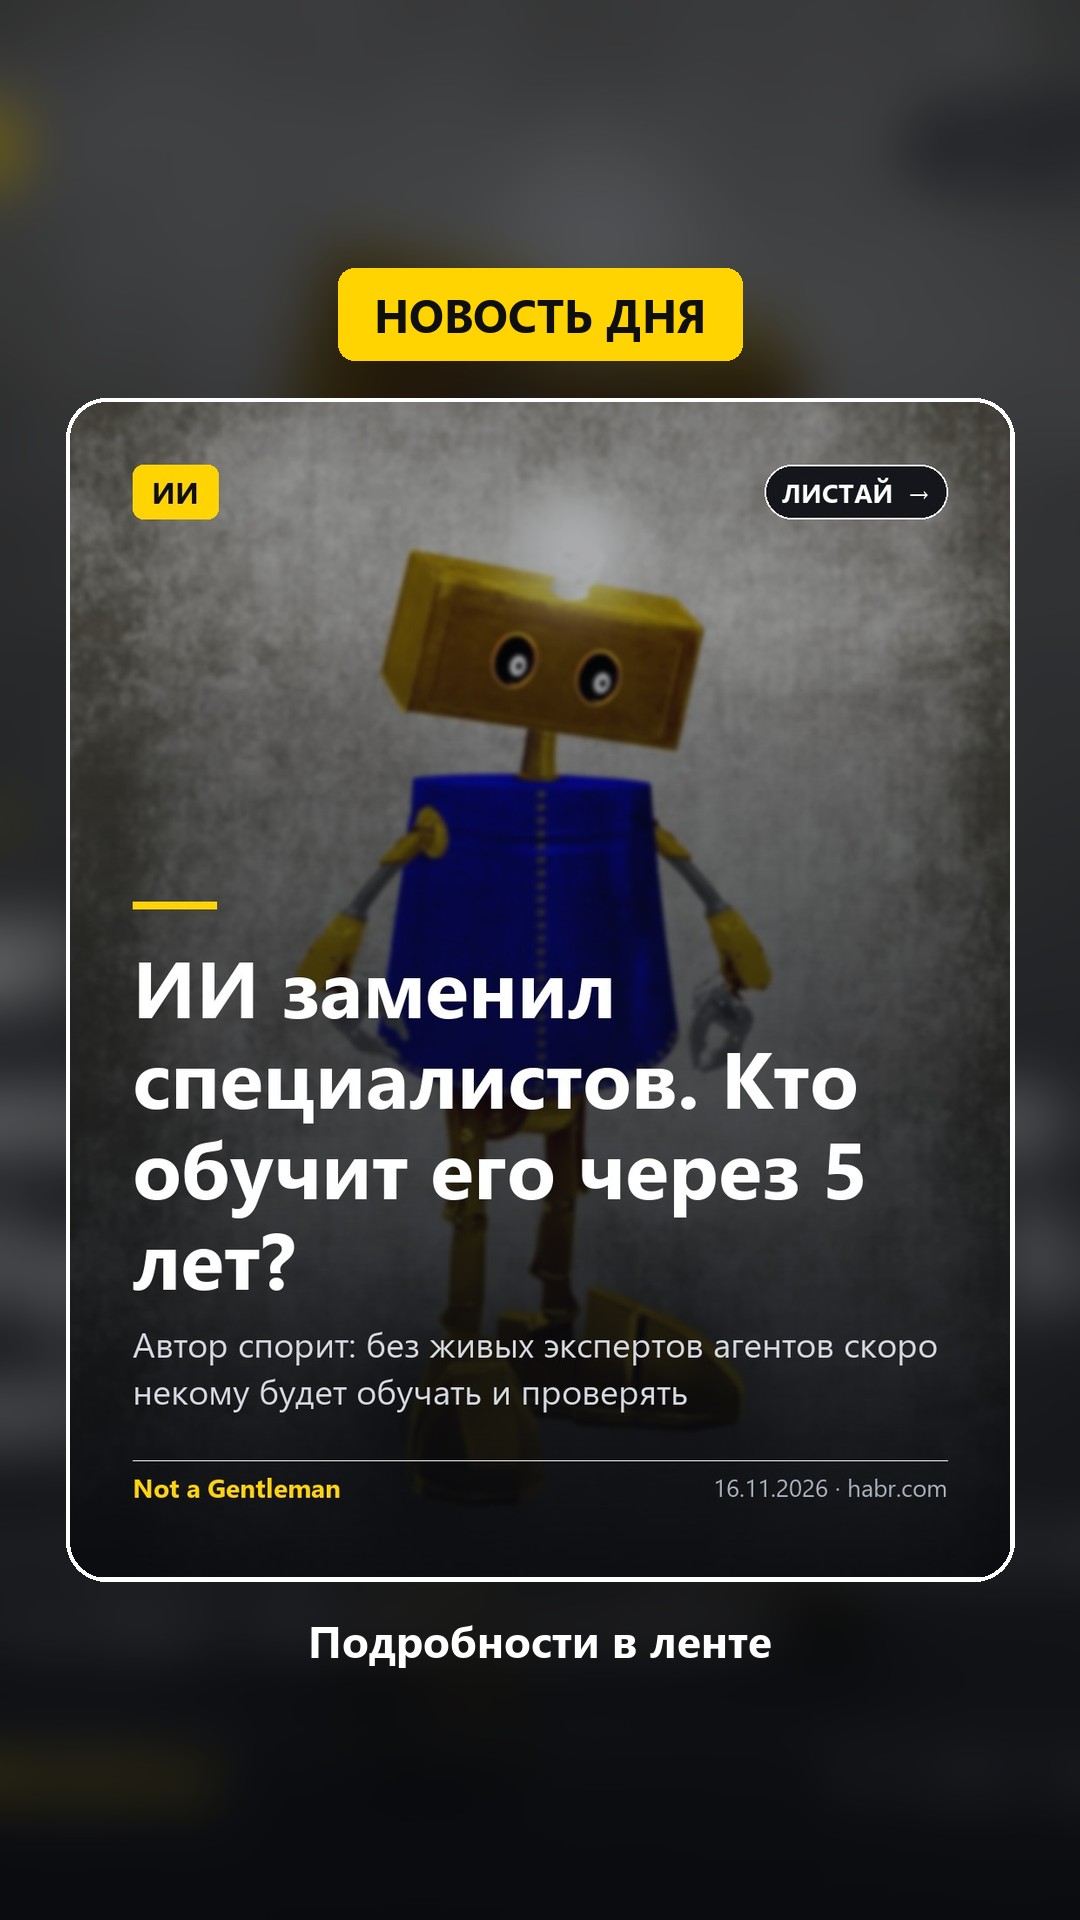 НОВОСТЬ ДНЯ
ИИ
ЛИСТАЙ →
ИИ заменил
специалистов. Кто
обучит его через 5
лет?
Автор спорит: без живых экспертов агентов скоро
некому будет обучать и проверять
Not a Gentleman
16.11.2026 · habr.com
Подробности в ленте